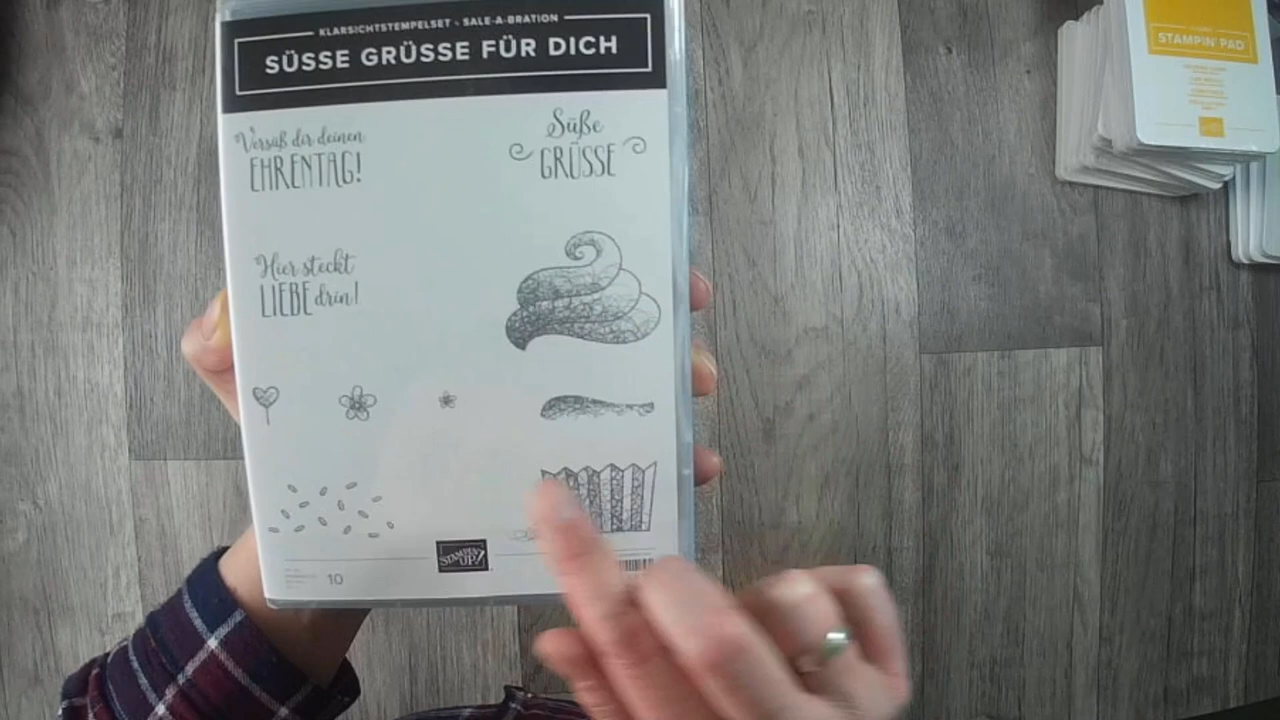 KLARSICHTSTEMPELSET • SALE-A-BRATION
SÜSSE GRÜSSE FÜR DICH
Versüß dir deinen
EHRENTAG!
Süße
GRÜSSE
Hier steckt
LIEBE drin!
STAMPIN' UP!
10
STAMPIN' PAD